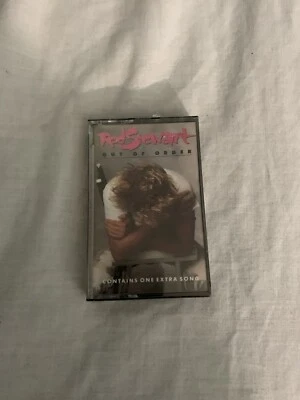 Rod Stewart
OUT OF ORDER
CONTAINS ONE EXTRA SONG